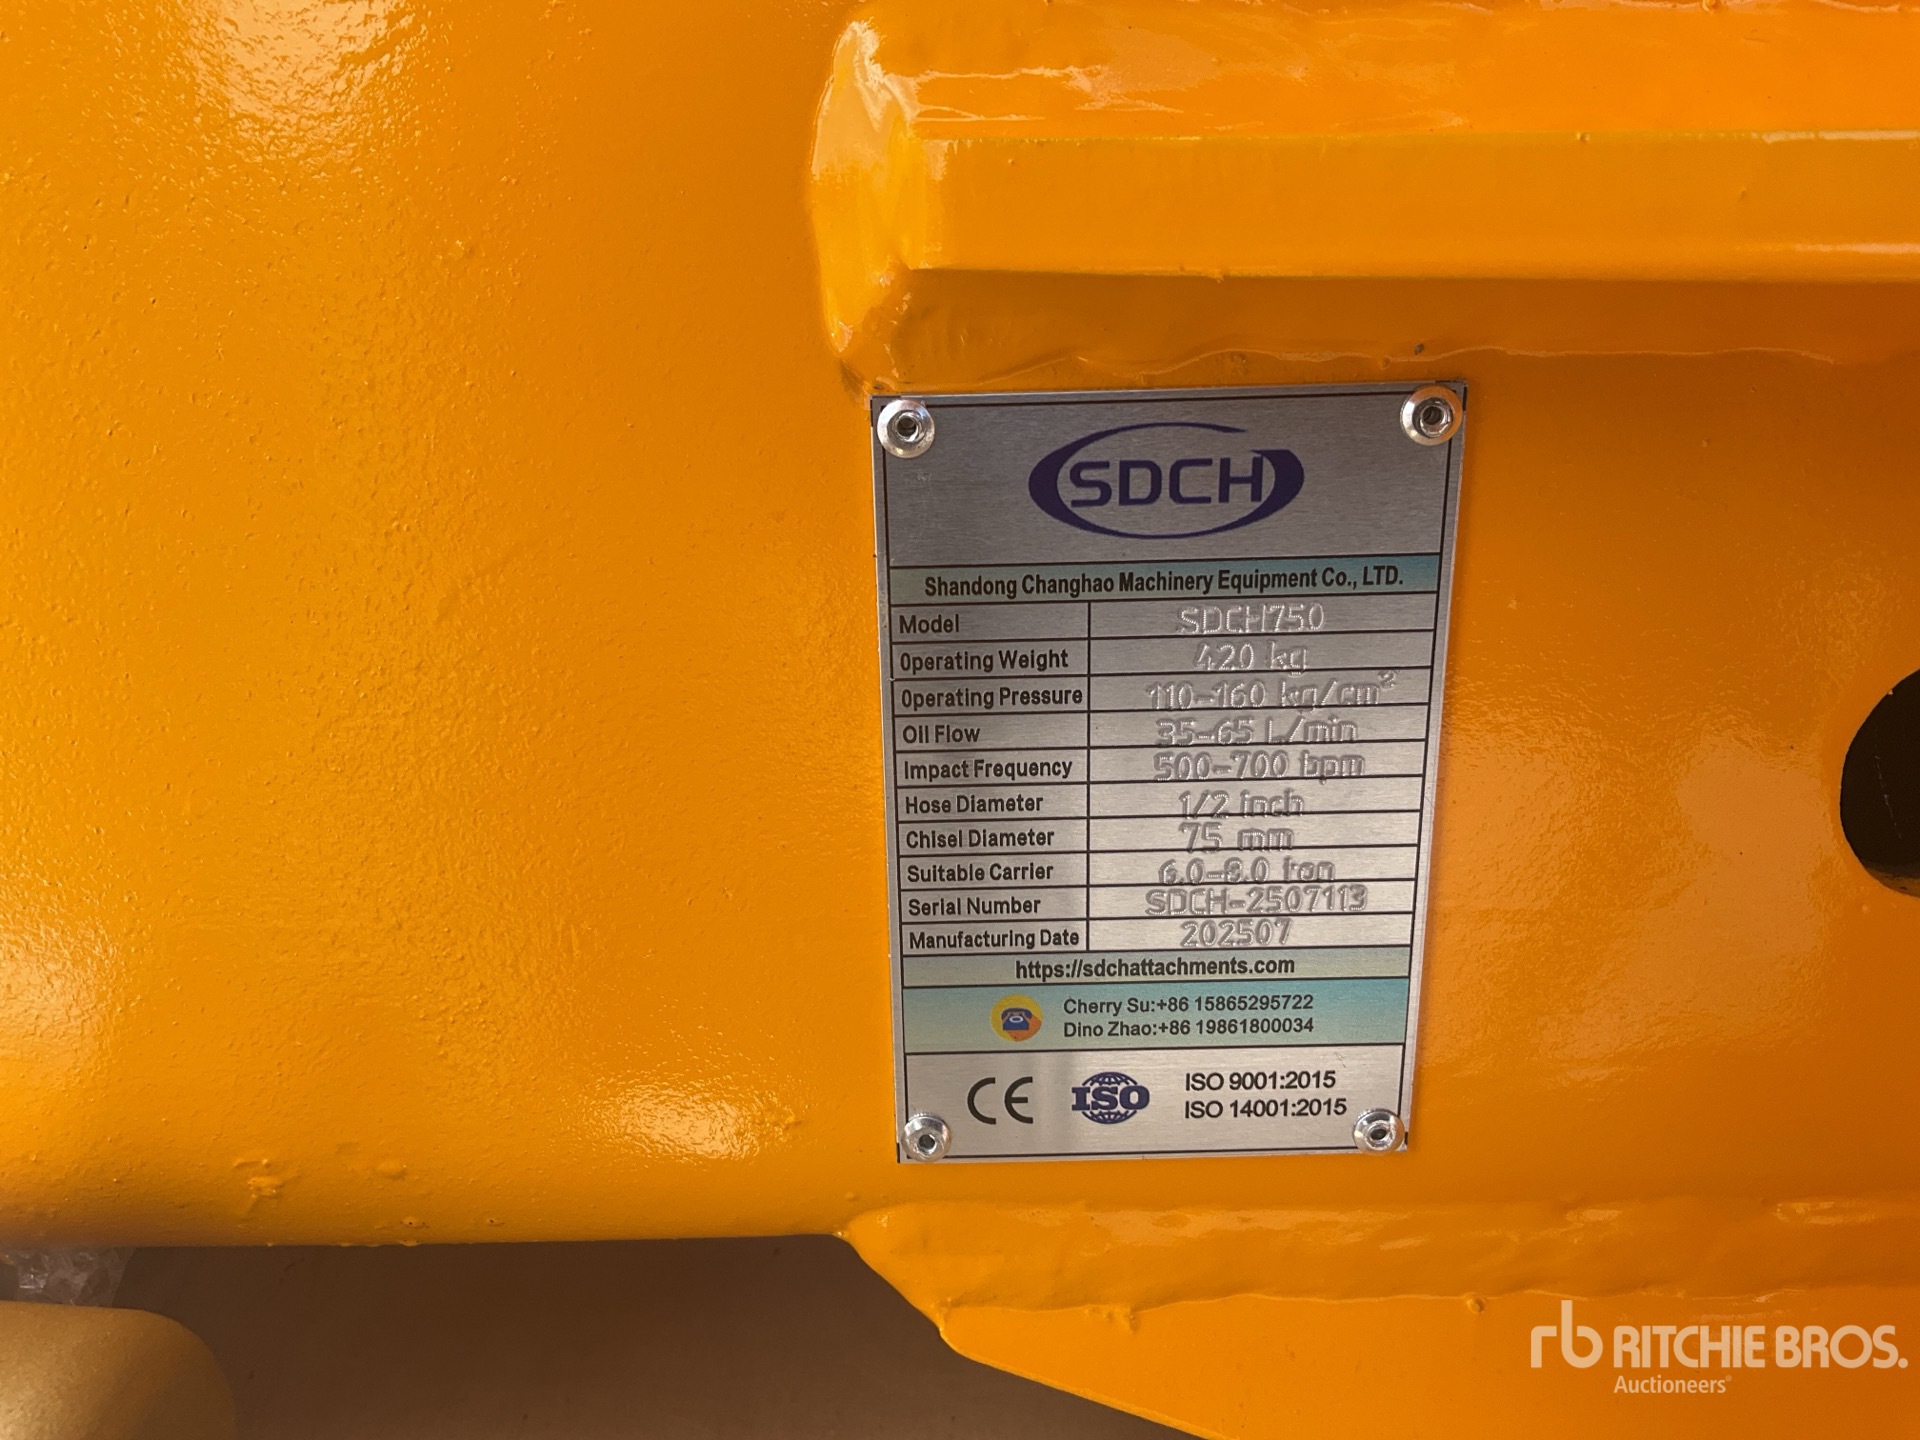 SDCH
Shandong Changhao Machinery Equipment Co., LTD.
Model SDCH750
Operating Weight 420 kg
Operating Pressure 110-160 kg/cm²
Oil Flow 35-65 L/min
Impact Frequency 500-700 bpm
Hose Diameter 1/2 inch
Chisel Diameter 75 mm
Suitable Carrier 6.0-8.0 ton
Serial Number SDCH-2507113
Manufacturing Date 202507
https://sdchattachments.com
Cherry Su:+86 15865295722
Dino Zhao:+86 19861800034
CE ISO ISO 9001:2015
ISO 14001:2015
rb RITCHIE BROS.
Auctioneers®